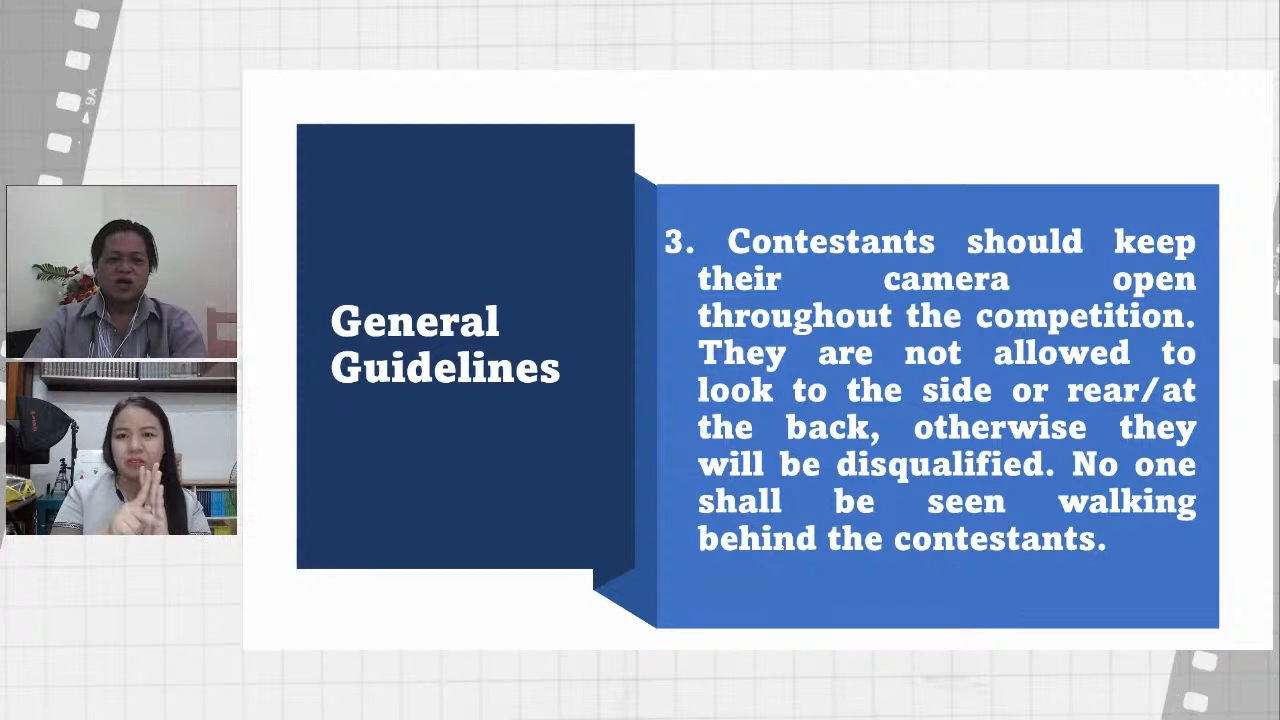 General
Guidelines
3. Contestants should keep
their camera open
throughout the competition.
They are not allowed to
look to the side or rear/at
the back, otherwise they
will be disqualified. No one
shall be seen walking
behind the contestants.
9A